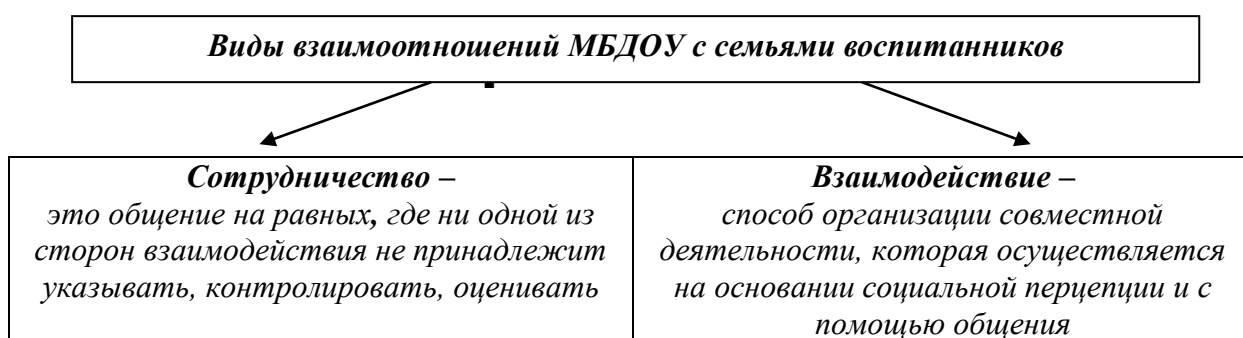 Виды взаимоотношений МБДОУ с семьями воспитанников
Сотрудничество –
это общение на равных, где ни одной из
сторон взаимодействия не принадлежит
указывать, контролировать, оценивать
Взаимодействие –
способ организации совместной
деятельности, которая осуществляется
на основании социальной перцепции и с
помощью общения